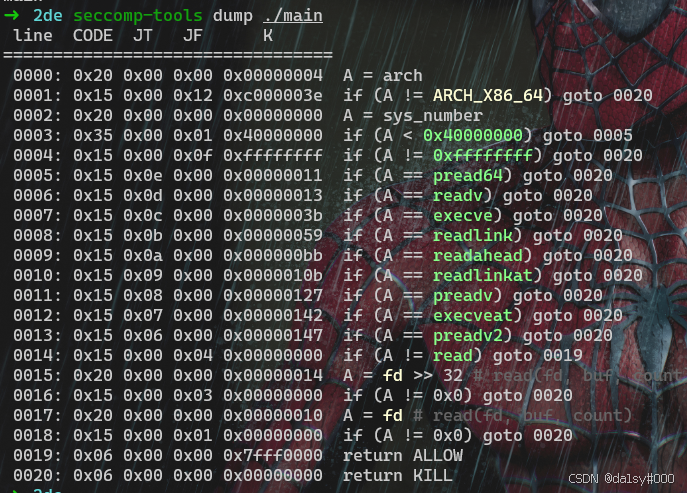 ➜ 2de seccomp-tools dump ./main
line CODE JT JF K
=================================
0000: 0x20 0x00 0x00 0x00000004 A = arch
0001: 0x15 0x00 0x12 0xc000003e if (A != ARCH_X86_64) goto 0020
0002: 0x20 0x00 0x00 0x00000000 A = sys_number
0003: 0x35 0x00 0x01 0x40000000 if (A < 0x40000000) goto 0005
0004: 0x15 0x00 0x0f 0xffffffff if (A != 0xffffffff) goto 0020
0005: 0x15 0x0e 0x00 0x00000011 if (A == pread64) goto 0020
0006: 0x15 0x0d 0x00 0x00000013 if (A == readv) goto 0020
0007: 0x15 0x0c 0x00 0x0000003b if (A == execve) goto 0020
0008: 0x15 0x0b 0x00 0x00000059 if (A == readlink) goto 0020
0009: 0x15 0x0a 0x00 0x000000bb if (A == readahead) goto 0020
0010: 0x15 0x09 0x00 0x0000010b if (A == readlinkat) goto 0020
0011: 0x15 0x08 0x00 0x00000127 if (A == preadv) goto 0020
0012: 0x15 0x07 0x00 0x00000142 if (A == execveat) goto 0020
0013: 0x15 0x06 0x00 0x00000147 if (A == preadv2) goto 0020
0014: 0x15 0x00 0x04 0x00000000 if (A != read) goto 0019
0015: 0x20 0x00 0x00 0x00000014 A = fd >> 32 # read(fd, buf, count)
0016: 0x15 0x00 0x03 0x00000000 if (A != 0x0) goto 0020
0017: 0x20 0x00 0x00 0x00000010 A = fd # read(fd, buf, count)
0018: 0x15 0x00 0x01 0x00000000 if (A != 0x0) goto 0020
0019: 0x06 0x00 0x00 0x7fff0000 return ALLOW
0020: 0x06 0x00 0x00 0x00000000 return KILL
CSDN @dalsy#000